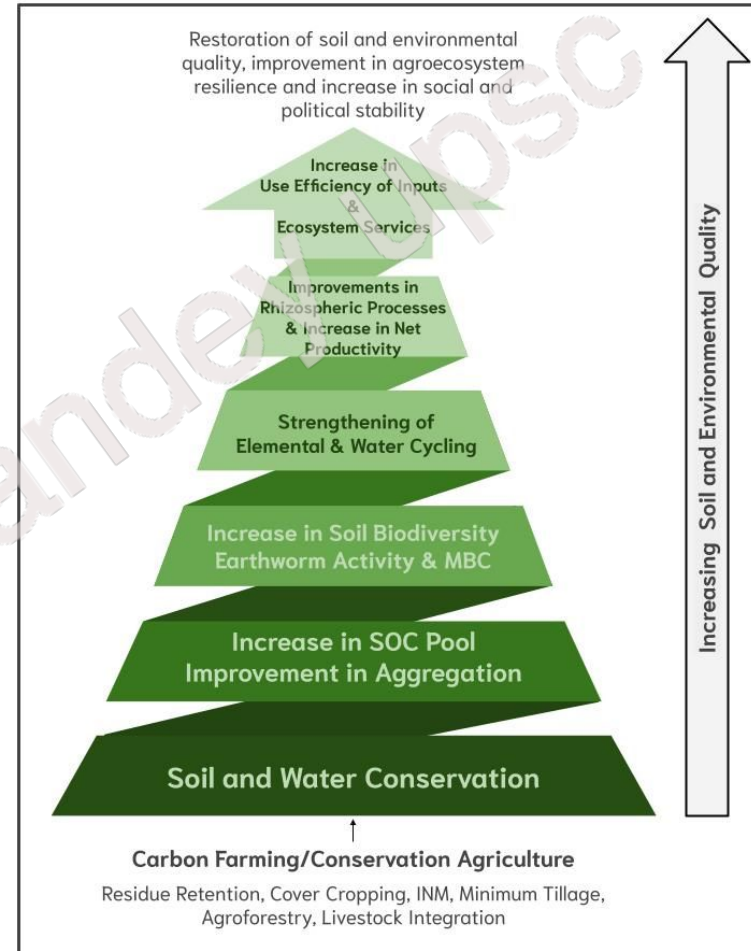 Restoration of soil and environmental
quality, improvement in agroecosystem
resilience and increase in social and
political stability
Increase in
Use Efficiency of Inputs
&
Ecosystem Services
Improvements in
Rhizospheric Processes
& Increase in Net
Productivity
Strengthening of
Elemental & Water Cycling
Increase in Soil Biodiversity
Earthworm Activity & MBC
Increase in SOC Pool
Improvement in Aggregation
Soil and Water Conservation
Carbon Farming/Conservation Agriculture
Residue Retention, Cover Cropping, INM, Minimum Tillage,
Agroforestry, Livestock Integration
Increasing Soil and Environmental Quality
andey upsc